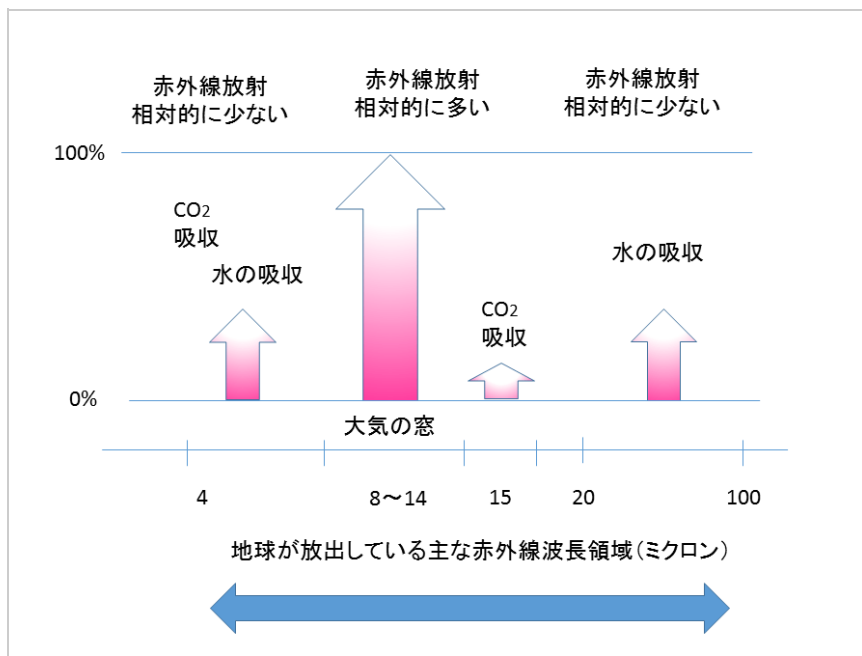 赤外線放射
相対的に少ない
赤外線放射
相対的に多い
赤外線放射
相対的に少ない
100%
CO2
吸収
水の吸収
水の吸収
CO2
吸収
0%
大気の窓
4
8～14
15
20
100
地球が放出している主な赤外線波長領域(ミクロン)